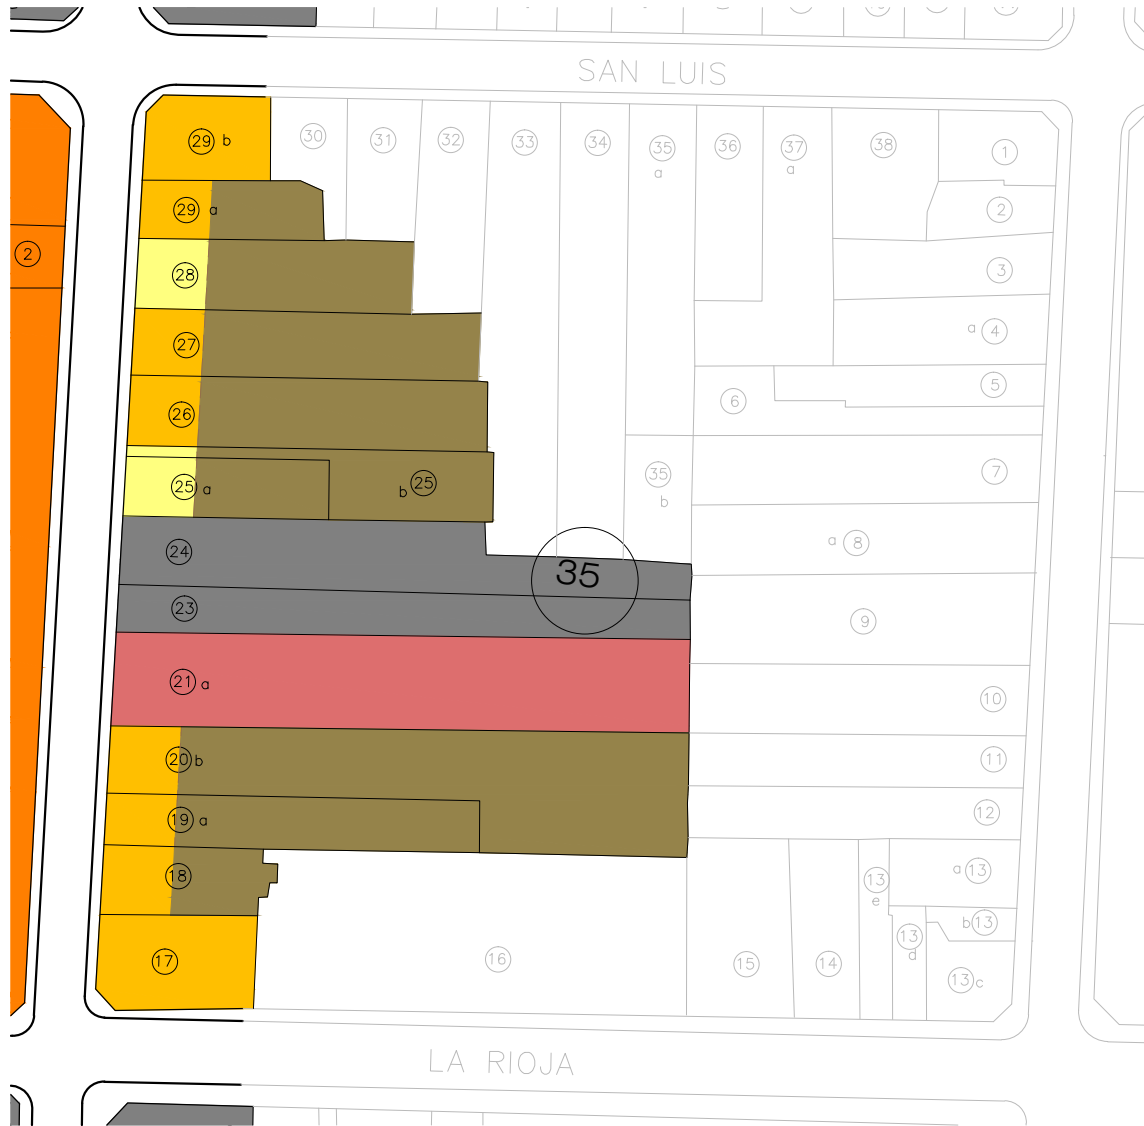 SAN LUIS
29 b 30 31 32 33 34 35 a 36 37 a 38 1
29 a 2
2
28 3
27 a 4
26 6 5
25 a b 25 35 b 7
24 a 8
35
23 9
21 a 10
20 b 11
19 a 12
18 13 e a 13
17 16 15 14 13 d b 13
13 c
LA RIOJA